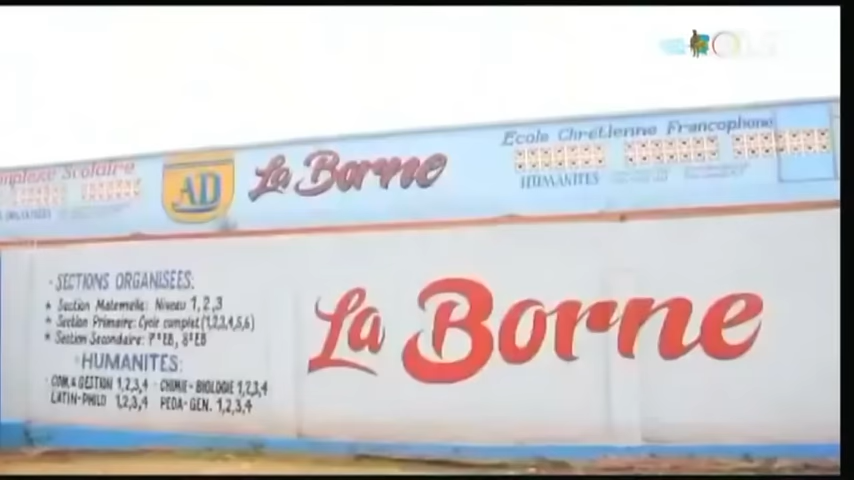 Complexe Scolaire
AD
La Borne
Ecole Chrétienne Francophone
HUMANITES
- SECTIONS ORGANISEES:
* Section Maternelle: Niveau 1,2,3
* Section Primaire: Cycle complet (1,2,3,4,5,6)
* Section Secondaire: 7ᵉEB, 8ᵉEB
- HUMANITES:
· COM. & GESTION 1,2,3,4 · CHIMIE - BIOLOGIE 1,2,3,4
LATIN-PHILO 1,2,3,4 PEDA-GEN. 1,2,3,4
La Borne